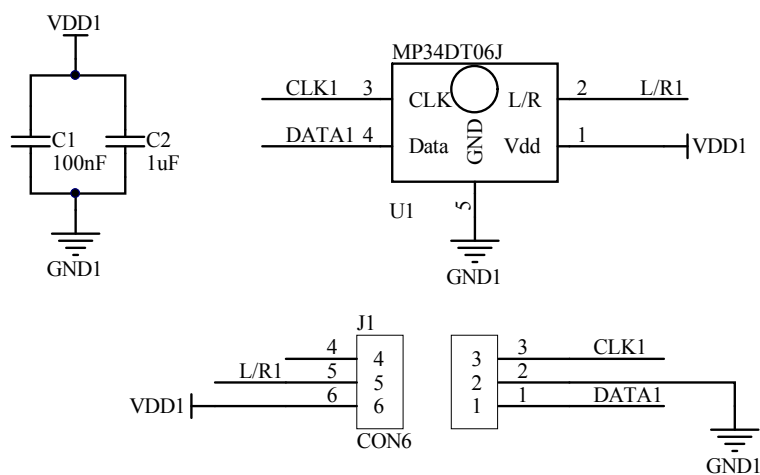 VDD1
C1
100nF
C2
1uF
GND1
MP34DT06J
CLK1 3 CLK L/R 2 L/R1
DATA1 4 Data GND Vdd 1 VDD1
U1 5
GND1
J1
4 4 3 3 CLK1
L/R1 5 5 2 2
VDD1 6 6 1 1 DATA1
CON6
GND1